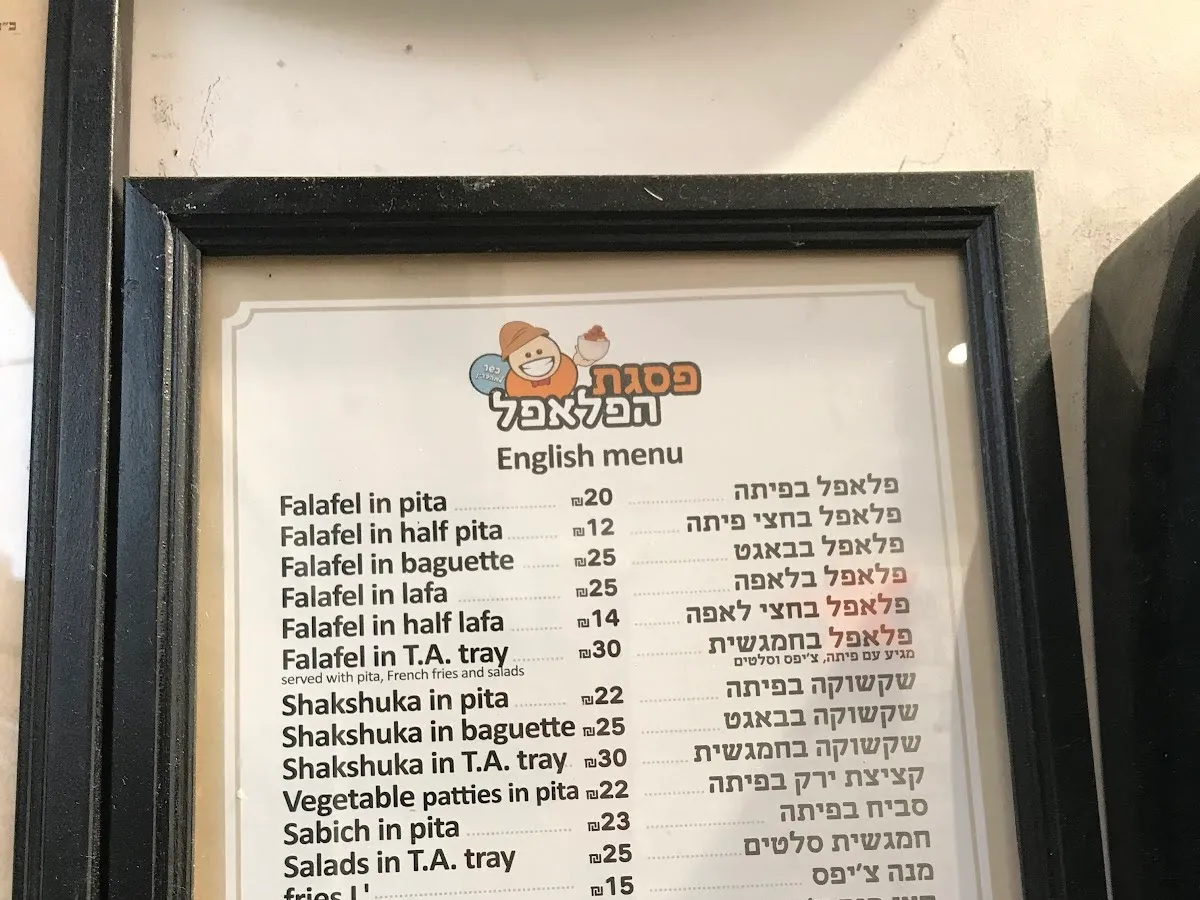 כשר
פסגת
הפלאפל
English menu
Falafel in pita ₪20 פלאפל בפיתה
Falafel in half pita ₪12 פלאפל בחצי פיתה
Falafel in baguette ₪25 פלאפל בבאגט
Falafel in lafa ₪25 פלאפל בלאפה
Falafel in half lafa ₪14 פלאפל בחצי לאפה
Falafel in T.A. tray ₪30 פלאפל בחמגשית
served with pita, French fries and salads מגיע עם פיתה, צ'יפס וסלטים
Shakshuka in pita ₪22 שקשוקה בפיתה
Shakshuka in baguette ₪25 שקשוקה בבאגט
Shakshuka in T.A. tray ₪30 שקשוקה בחמגשית
Vegetable patties in pita ₪22 קציצת ירק בפיתה
Sabich in pita ₪23 סביח בפיתה
Salads in T.A. tray ₪25 חמגשית סלטים
fries L' ₪15 מנה צ'יפס